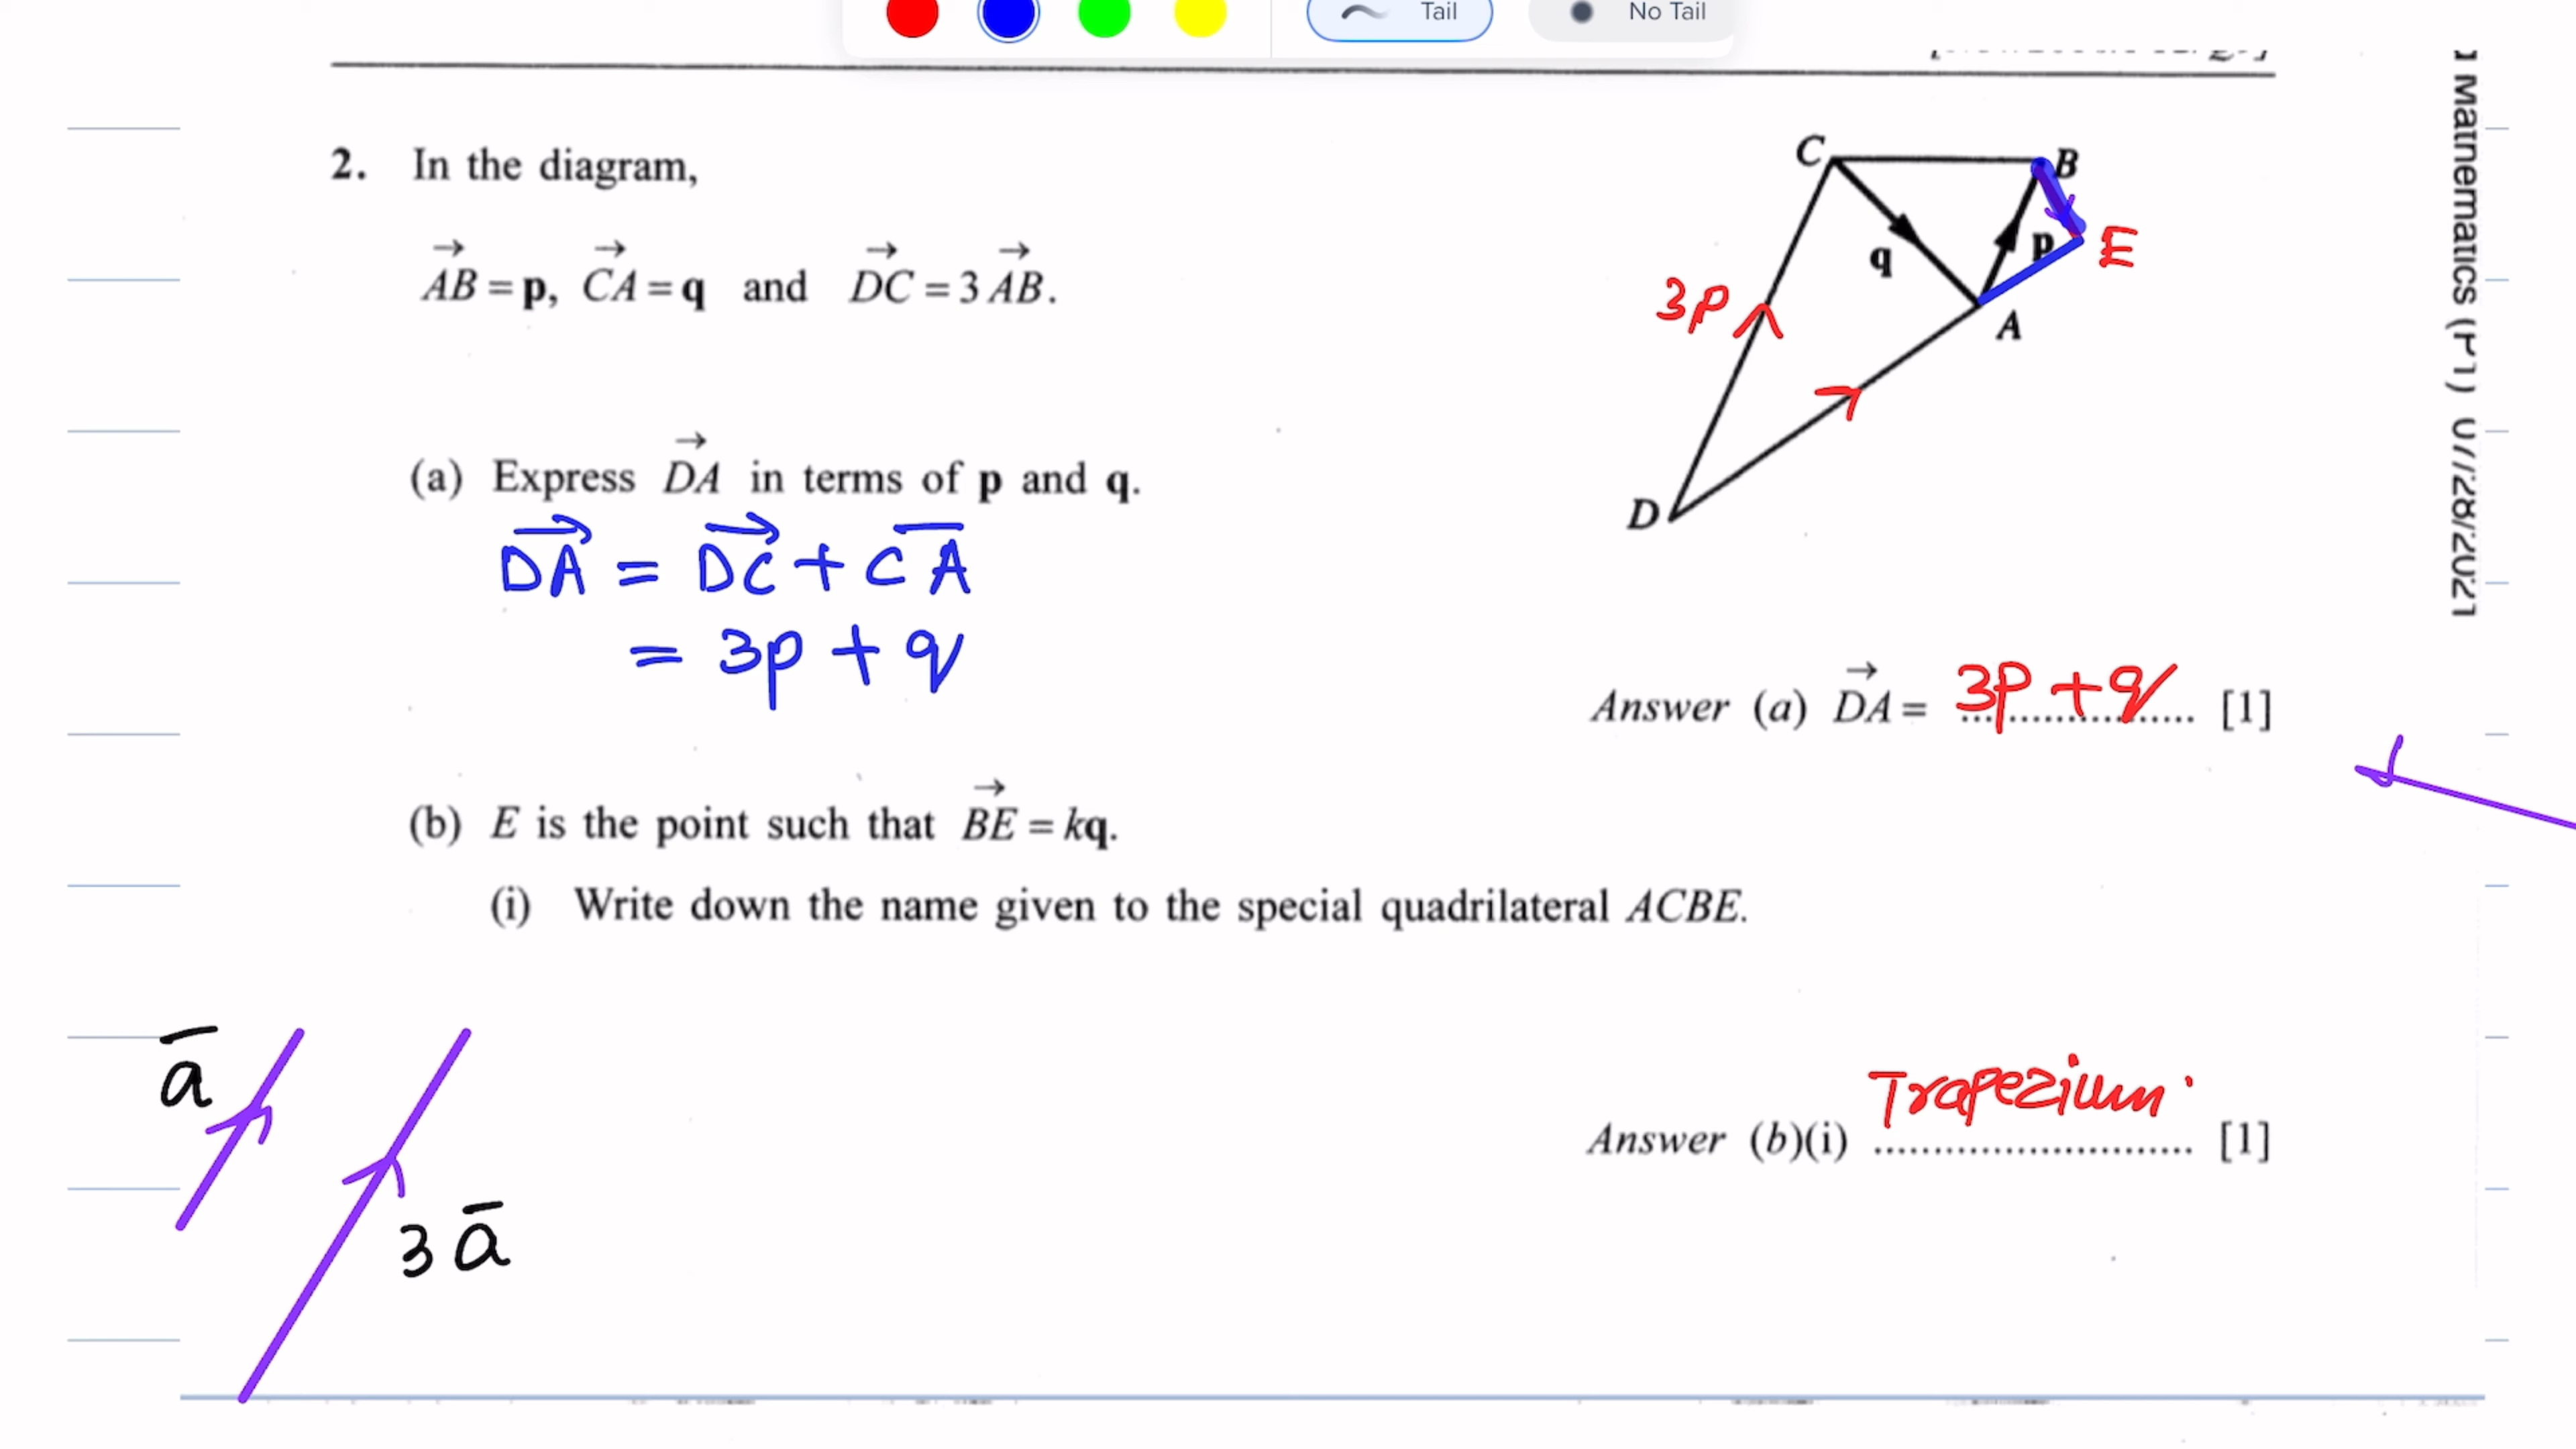 Tail No Tail
2. In the diagram,
AB = p, CA = q and DC = 3 AB.
(a) Express DA in terms of p and q.
DA = DC + CA
= 3p + q
Answer (a) DA = 3p + q [1]
(b) E is the point such that BE = kq.
(i) Write down the name given to the special quadrilateral ACBE.
Answer (b)(i) Trapezium. [1]
C
B
E
q
p
3p
A
D
a
3 a
Mathematics (P1) 07/28/2021